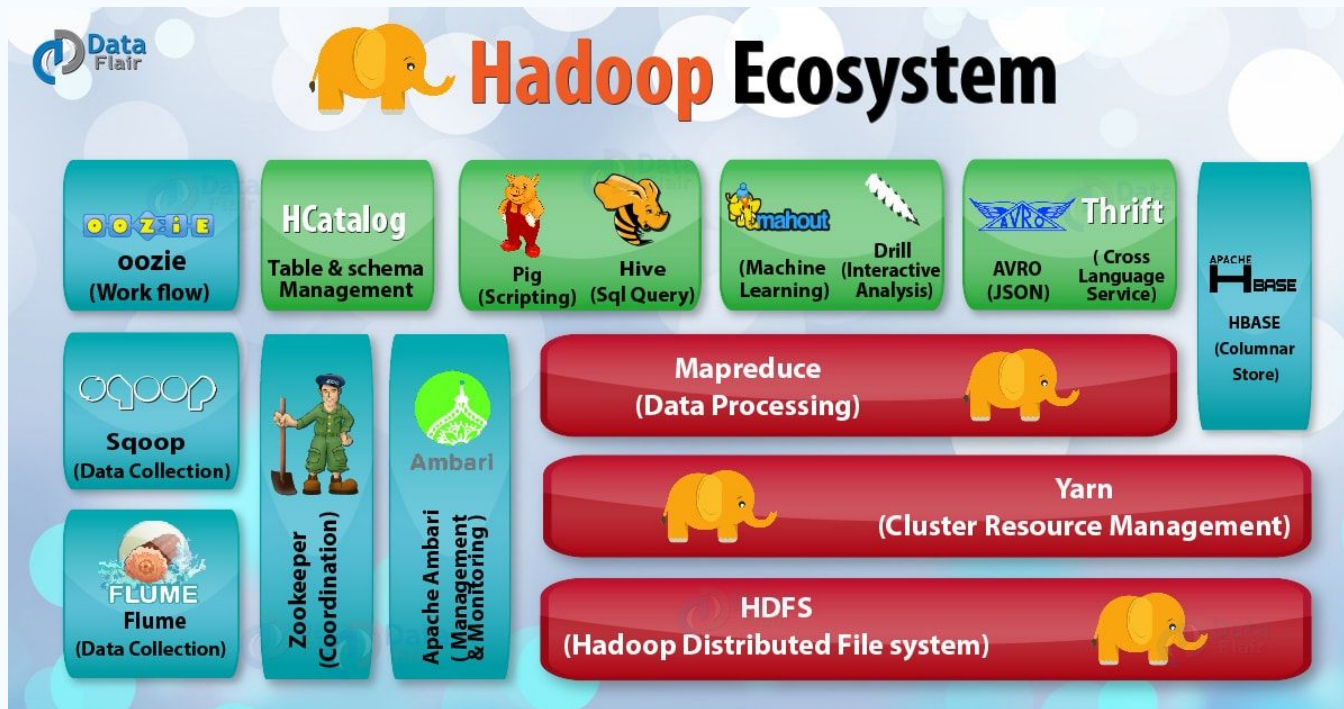 Data
Flair
Hadoop Ecosystem
OOZiE
oozie
(Work flow)
HCatalog
Table & schema
Management
Pig
(Scripting)
Hive
(Sql Query)
mahout
(Machine
Learning)
Drill
(Interactive
Analysis)
AVRO
AVRO
(JSON)
Thrift
( Cross
Language
Service)
APACHE
HBASE
HBASE
(Columnar
Store)
sqoop
Sqoop
(Data Collection)
FLUME
Flume
(Data Collection)
Zookeeper
(Coordination)
Ambari
Apache Ambari
( Management
& Monitoring )
Mapreduce
(Data Processing)
Yarn
(Cluster Resource Management)
HDFS
(Hadoop Distributed File system)